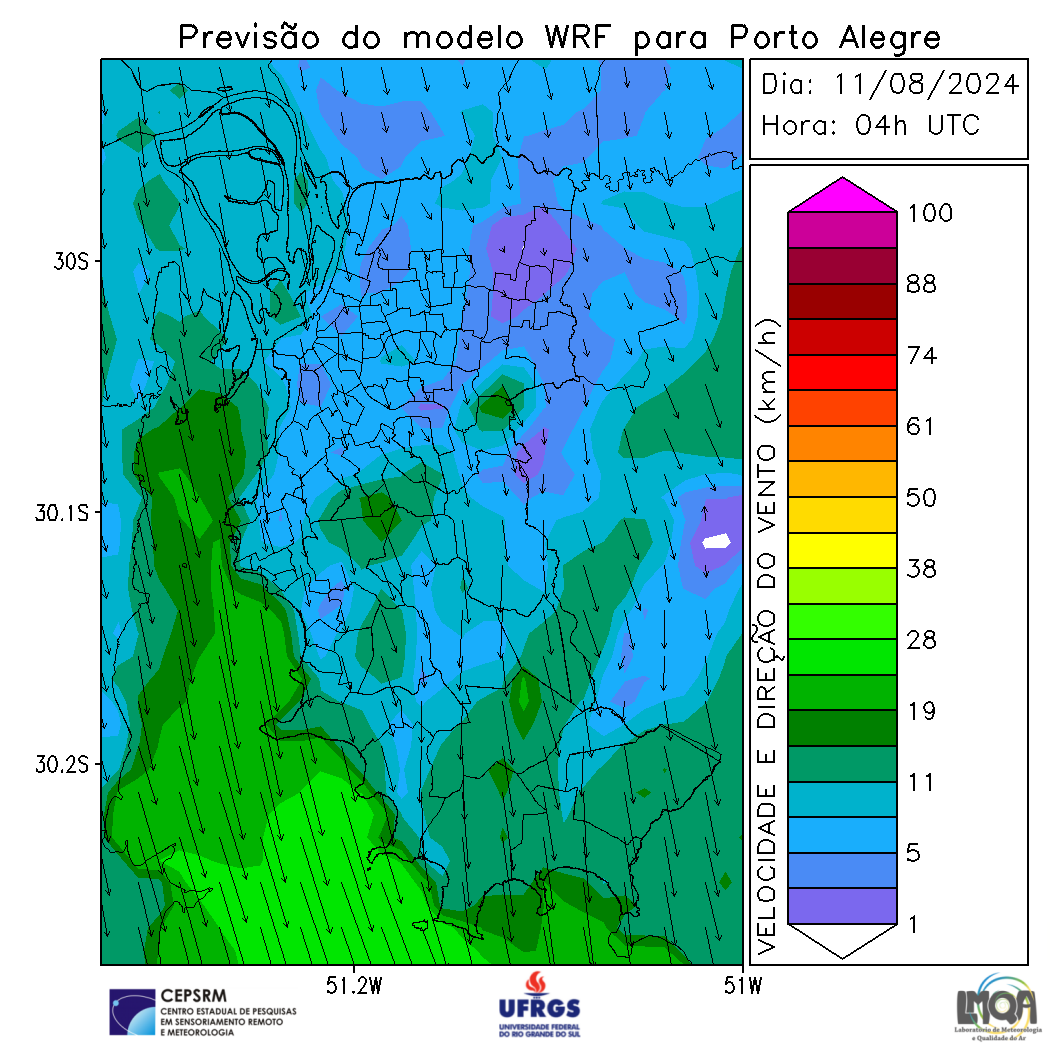 Previsão do modelo WRF para Porto Alegre
Dia: 11/08/2024
Hora: 04h UTC
30S
30.1S
30.2S
51.2W
51W
VELOCIDADE E DIREÇÃO DO VENTO (km/h)
100
88
74
61
50
38
28
19
11
5
1
CEPSRM
CENTRO ESTADUAL DE PESQUISAS
EM SENSORIAMENTO REMOTO
E METEOROLOGIA
UFRGS
UNIVERSIDADE FEDERAL
DO RIO GRANDE DO SUL
LMQA
Laboratório de Meteorologia
e Qualidade do Ar